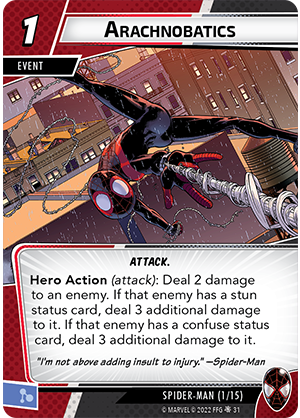 1
ARACHNOBATICS
EVENT
ATTACK.
Hero Action (attack): Deal 2 damage
to an enemy. If that enemy has a stun
status card, deal 3 additional damage
to it. If that enemy has a confuse status
card, deal 3 additional damage to it.
"I'm not above adding insult to injury." —Spider-Man
SPIDER-MAN (1/15)
© MARVEL © 2022 FFG 31